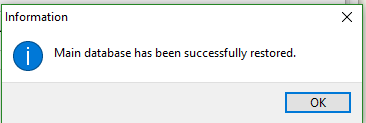 Information
Main database has been successfully restored.
OK